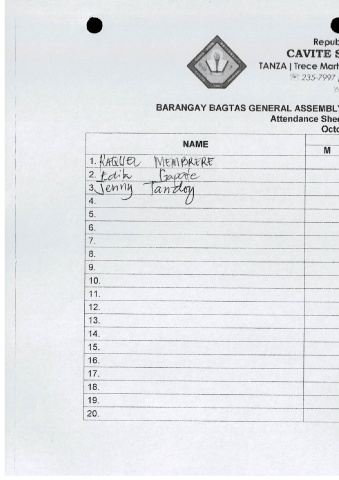 Repub
CAVITE S
TANZA | Trece Mart
235-7997
BARANGAY BAGTAS GENERAL ASSEMBLY
Attendance Shee
Octo
NAME
M
1. RAQUEL MEMBRERE
2. Edith
3. Jenny Tandoy
4.
5.
6.
7.
8.
9.
10.
11.
12.
13.
14.
15.
16.
17.
18.
19.
20.